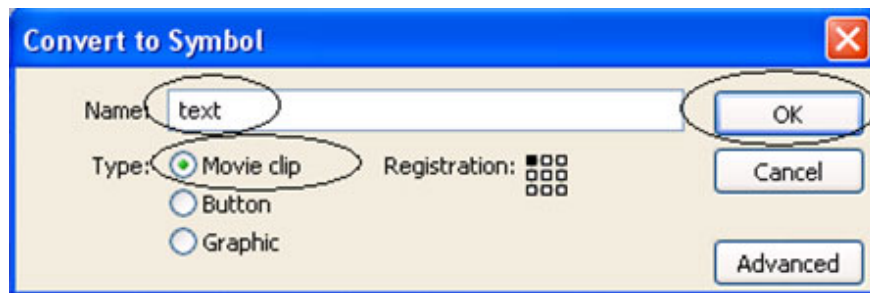 Convert to Symbol
Name: text OK
Type: Movie clip Registration: Cancel
Button
Graphic
Advanced